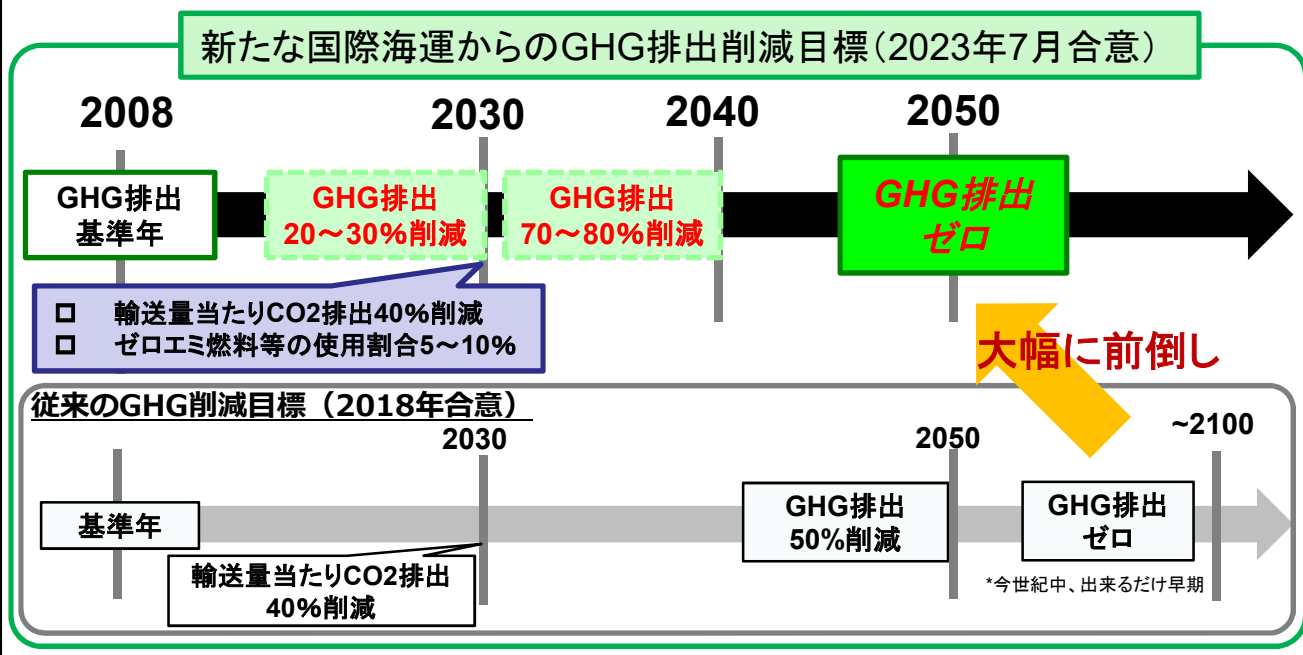 新たな国際海運からのGHG排出削減目標（2023年7月合意）
2008
2030
2040
2050
GHG排出
基準年
GHG排出
20～30%削減
GHG排出
70～80%削減
GHG排出
ゼロ
輸送量当たりCO2排出40%削減
ゼロエミ燃料等の使用割合5～10%
大幅に前倒し
従来のGHG削減目標（2018年合意）
2030
2050
~2100
基準年
輸送量当たりCO2排出
40%削減
GHG排出
50%削減
GHG排出
ゼロ
*今世紀中、出来るだけ早期